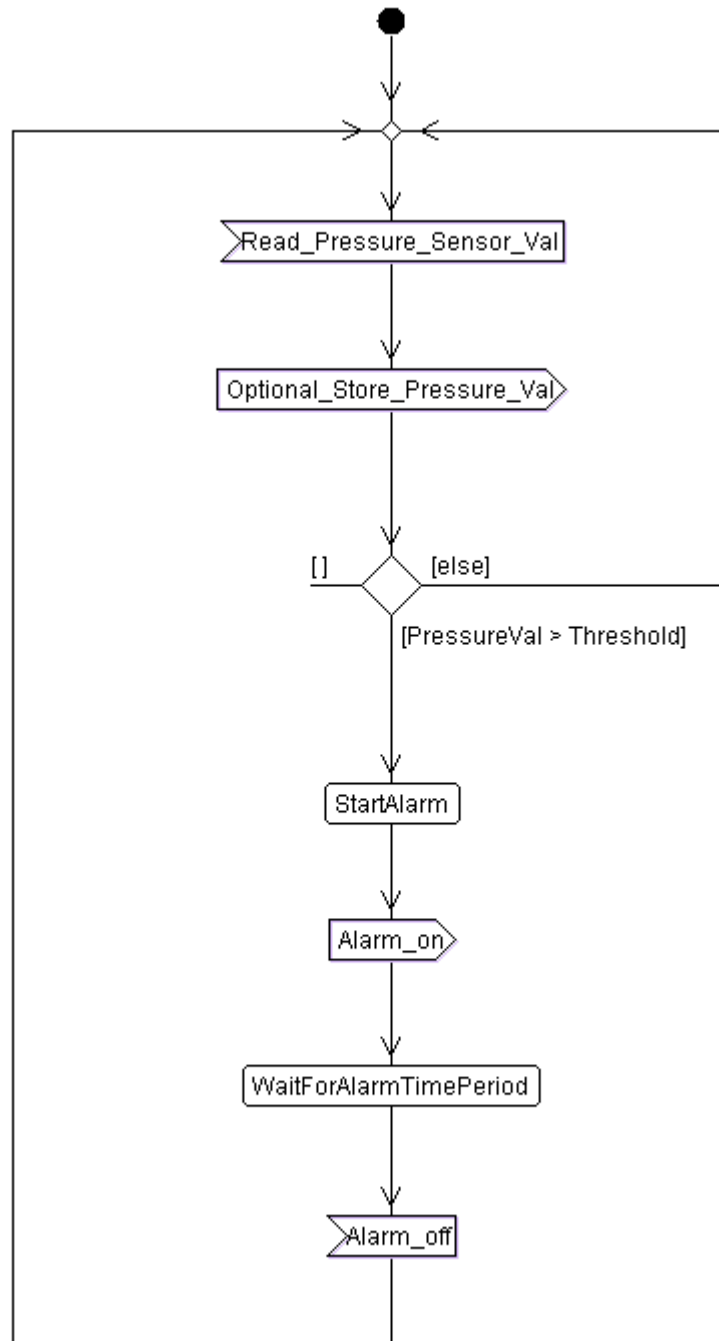 Read_Pressure_Sensor_Val
Optional_Store_Pressure_Val
[ ]
[else]
[PressureVal > Threshold]
StartAlarm
Alarm_on
WaitForAlarmTimePeriod
Alarm_off